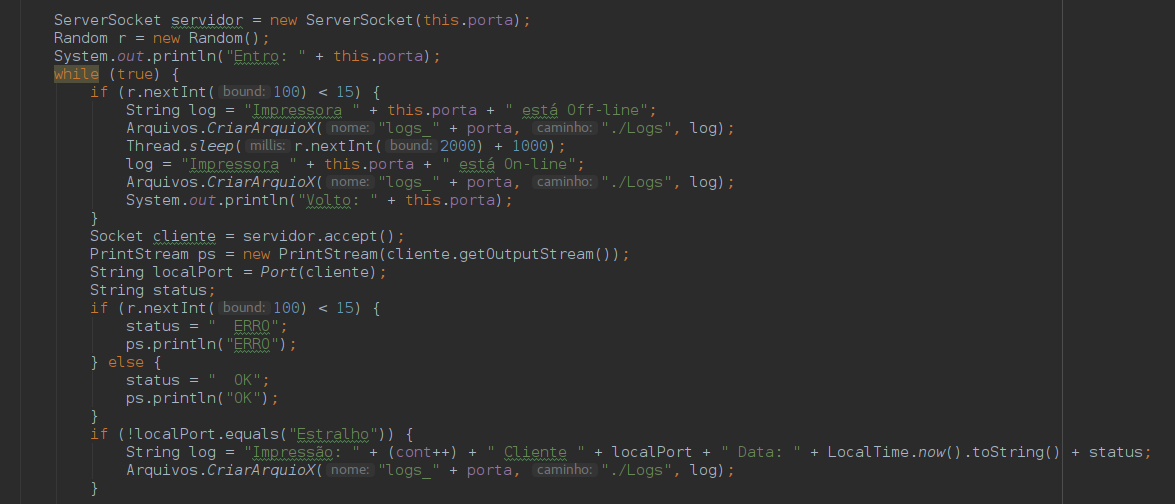 ServerSocket servidor = new ServerSocket(this.porta);
Random r = new Random();
System.out.println("Entro: " + this.porta);
while (true) {
if (r.nextInt( bound: 100) < 15) {
String log = "Impressora " + this.porta + " está Off-line";
Arquivos.CriarArquioX( nome: "logs_" + porta, caminho: "./Logs", log);
Thread.sleep( millis: r.nextInt( bound: 2000) + 1000);
log = "Impressora " + this.porta + " está On-line";
Arquivos.CriarArquioX( nome: "logs_" + porta, caminho: "./Logs", log);
System.out.println("Volto: " + this.porta);
}
Socket cliente = servidor.accept();
PrintStream ps = new PrintStream(cliente.getOutputStream());
String localPort = Port(cliente);
String status;
if (r.nextInt( bound: 100) < 15) {
status = "  ERRO";
ps.println("ERRO");
} else {
status = "  OK";
ps.println("OK");
}
if (!localPort.equals("Estralho")) {
String log = "Impressão: " + (cont++) + " Cliente " + localPort + " Data: " + LocalTime.now().toString() + status;
Arquivos.CriarArquioX( nome: "logs_" + porta, caminho: "./Logs", log);
}